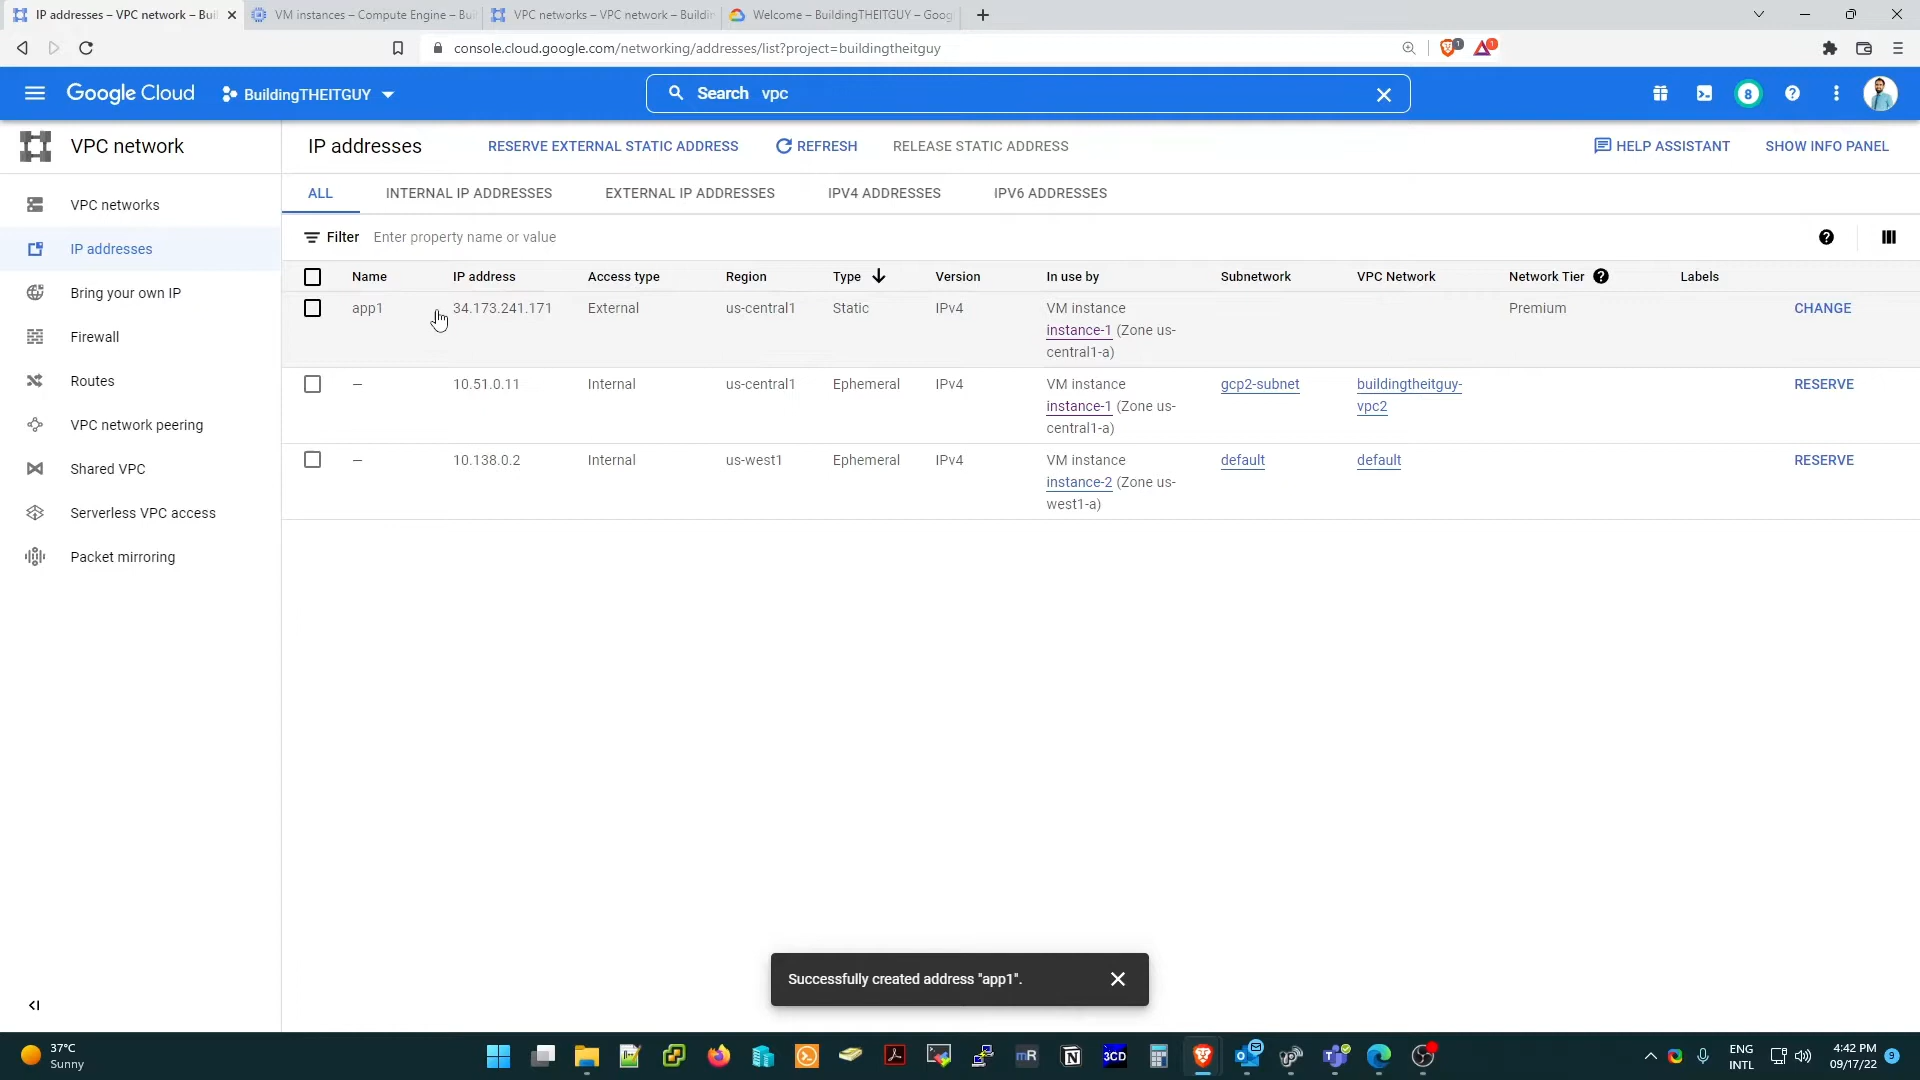 IP addresses – VPC network – Buil
VM instances – Compute Engine – Bui
VPC networks – VPC network – Buildin
Welcome – BuildingTHEITGUY – Goog
console.cloud.google.com/networking/addresses/list?project=buildingtheitguy
1
1
Google Cloud
BuildingTHEITGUY
Search vpc
8
VPC network
IP addresses
RESERVE EXTERNAL STATIC ADDRESS
REFRESH
RELEASE STATIC ADDRESS
HELP ASSISTANT
SHOW INFO PANEL
VPC networks
IP addresses
Bring your own IP
Firewall
Routes
VPC network peering
Shared VPC
Serverless VPC access
Packet mirroring
ALL INTERNAL IP ADDRESSES EXTERNAL IP ADDRESSES IPV4 ADDRESSES IPV6 ADDRESSES
Filter Enter property name or value
Name IP address Access type Region Type Version In use by Subnetwork VPC Network Network Tier Labels
app1 34.173.241.171 External us-central1 Static IPv4 VM instance Premium CHANGE
instance-1 (Zone us-
central1-a)
– 10.51.0.11 Internal us-central1 Ephemeral IPv4 VM instance gcp2-subnet buildingtheitguy- RESERVE
instance-1 (Zone us- vpc2
central1-a)
– 10.138.0.2 Internal us-west1 Ephemeral IPv4 VM instance default default RESERVE
instance-2 (Zone us-
west1-a)
Successfully created address "app1".
37°C
Sunny
mR
3CD
ENG
INTL
4:42 PM
09/17/22
9